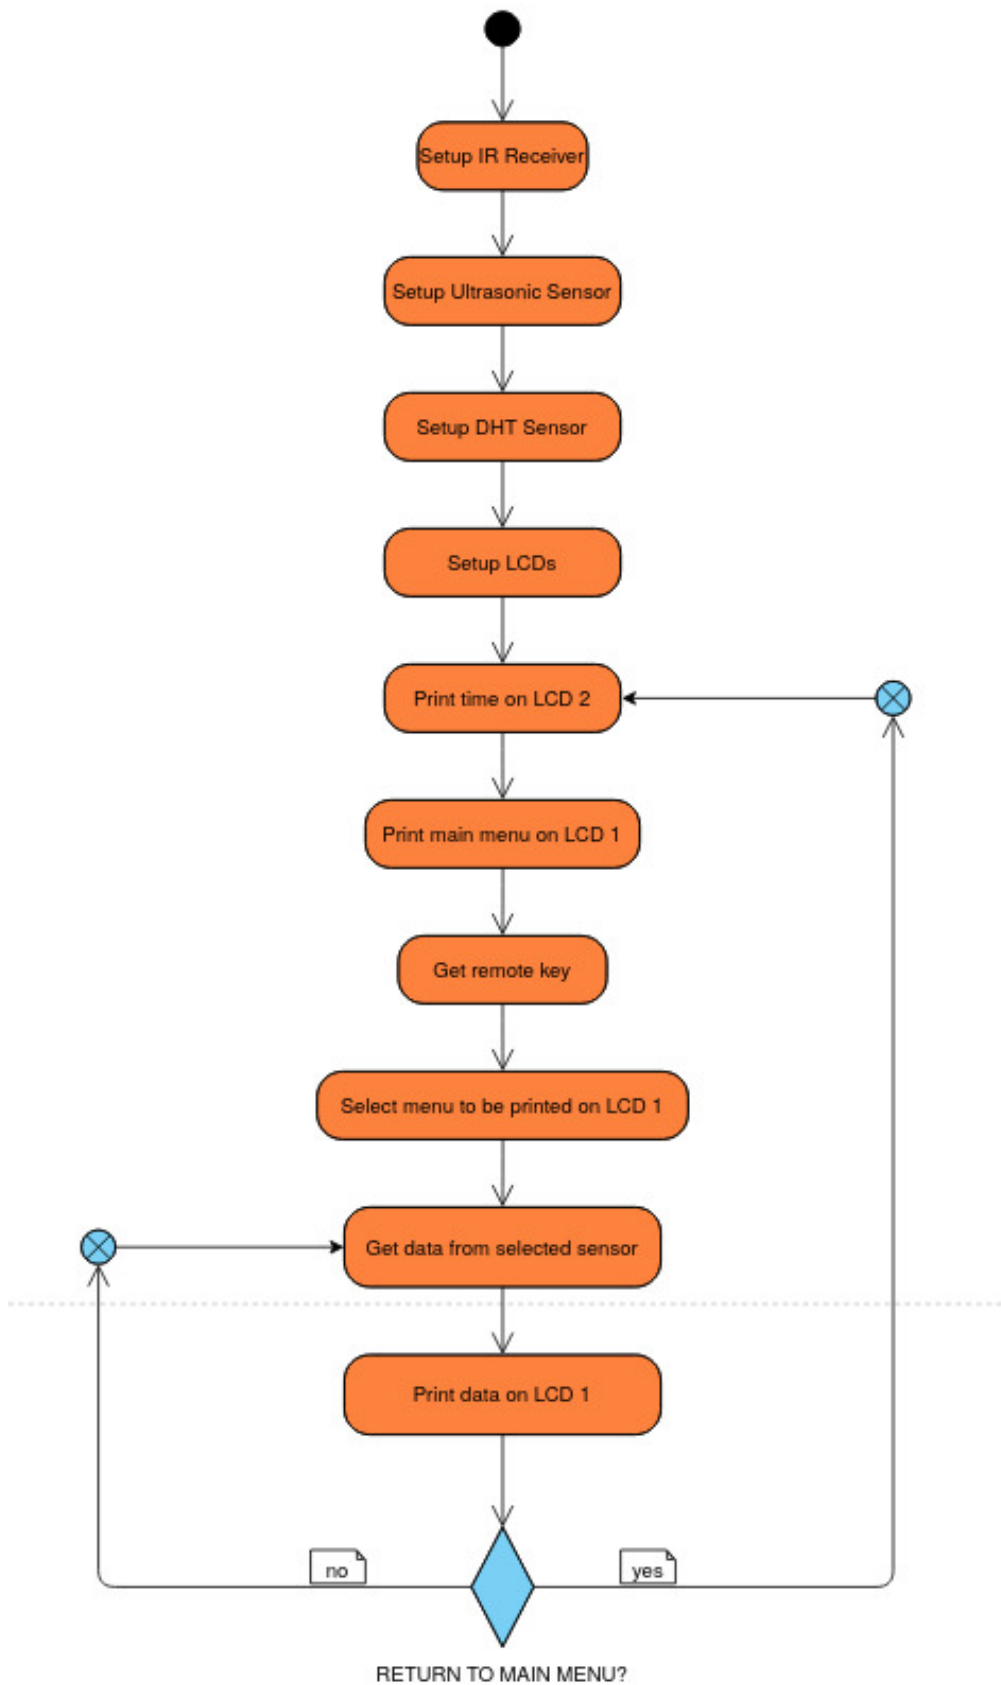 Setup IR Receiver
Setup Ultrasonic Sensor
Setup DHT Sensor
Setup LCDs
Print time on LCD 2
Print main menu on LCD 1
Get remote key
Select menu to be printed on LCD 1
Get data from selected sensor
Print data on LCD 1
no
yes
RETURN TO MAIN MENU?